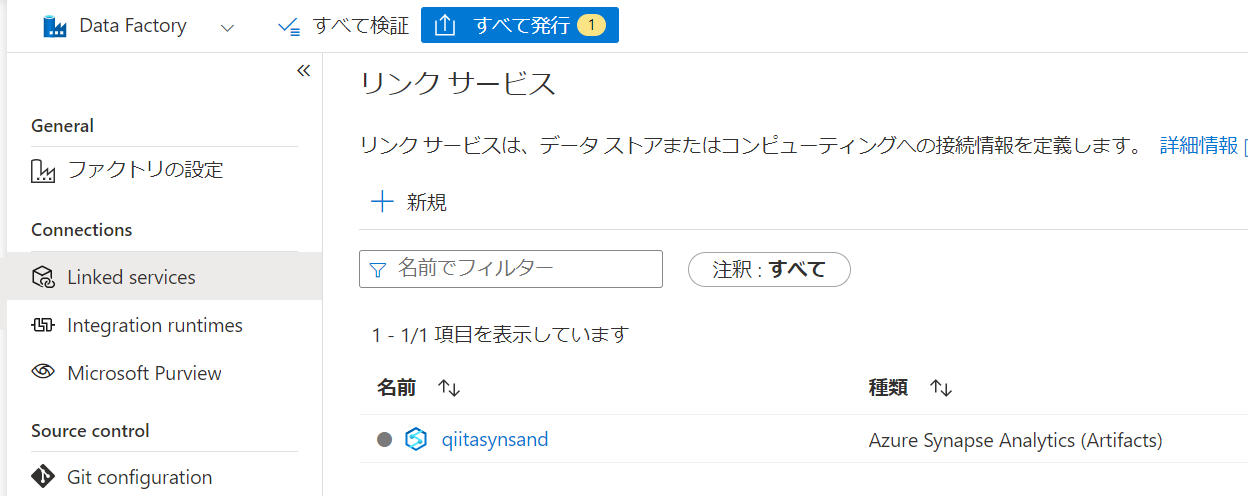 Data Factory すべて検証 すべて発行 1
«
General
ファクトリの設定
Connections
Linked services
Integration runtimes
Microsoft Purview
Source control
Git configuration
リンク サービス
リンク サービスは、データ ストアまたはコンピューティングへの接続情報を定義します。 詳細情報
新規
名前でフィルター 注釈 : すべて
1 - 1/1 項目を表示しています
名前 種類
qiitasynsand Azure Synapse Analytics (Artifacts)